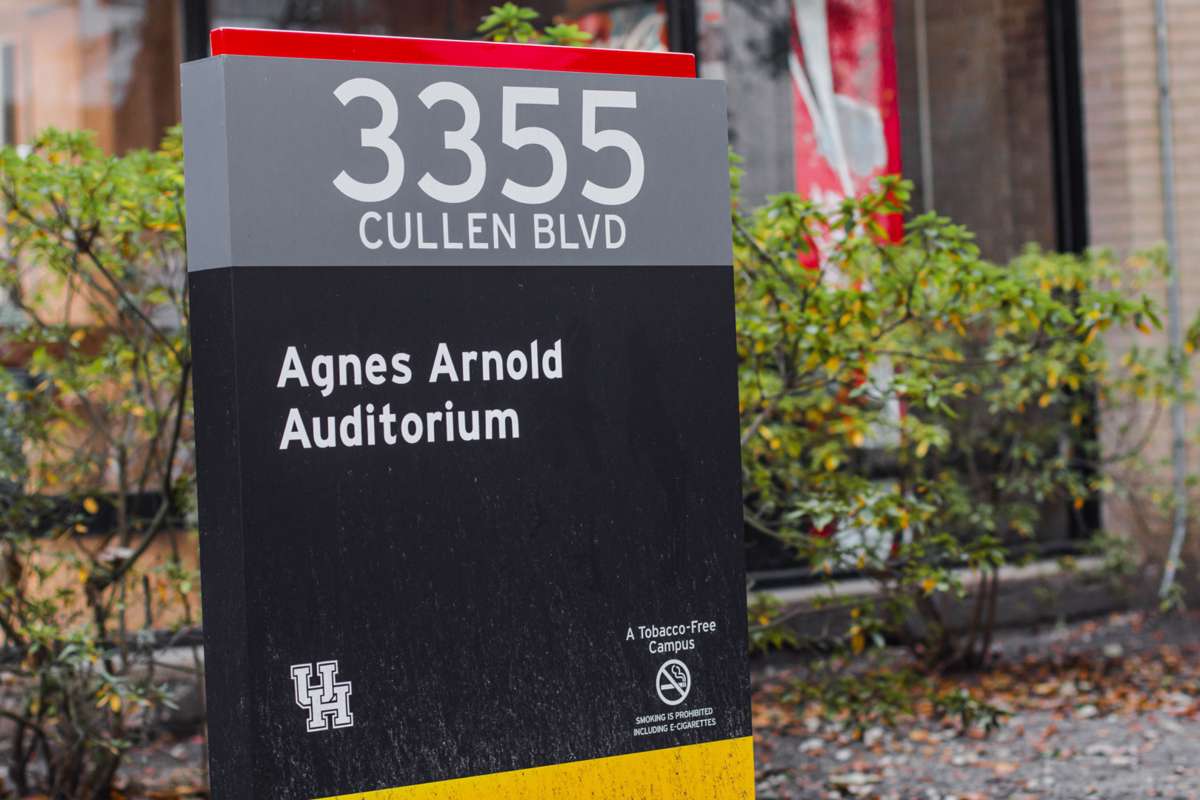 3355
CULLEN BLVD
Agnes Arnold
Auditorium
UH
A Tobacco-Free
Campus
SMOKING IS PROHIBITED
INCLUDING E-CIGARETTES